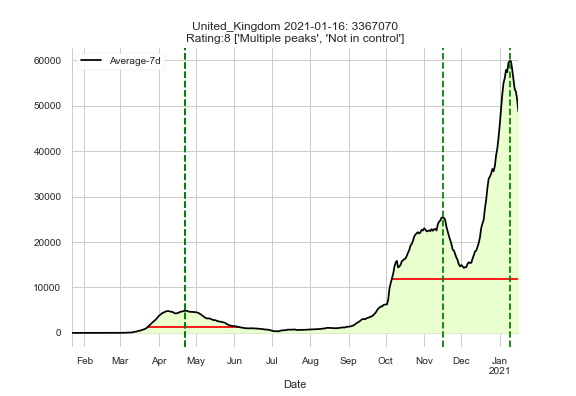 United_Kingdom 2021-01-16: 3367070
Rating:8 ['Multiple peaks', 'Not in control']
Average-7d
60000
50000
40000
30000
20000
10000
0
Feb Mar Apr May Jun Jul Aug Sep Oct Nov Dec Jan
2021
Date